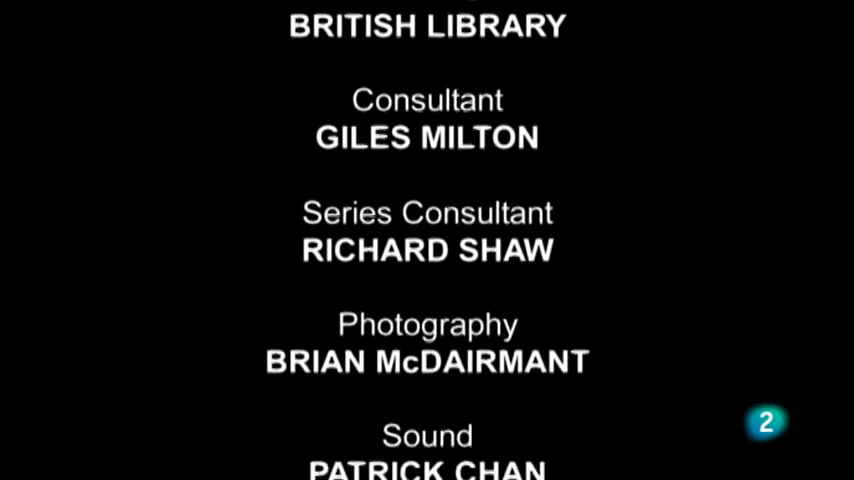 BRITISH LIBRARY
Consultant
GILES MILTON
Series Consultant
RICHARD SHAW
Photography
BRIAN McDAIRMANT
Sound
PATRICK CHAN
2